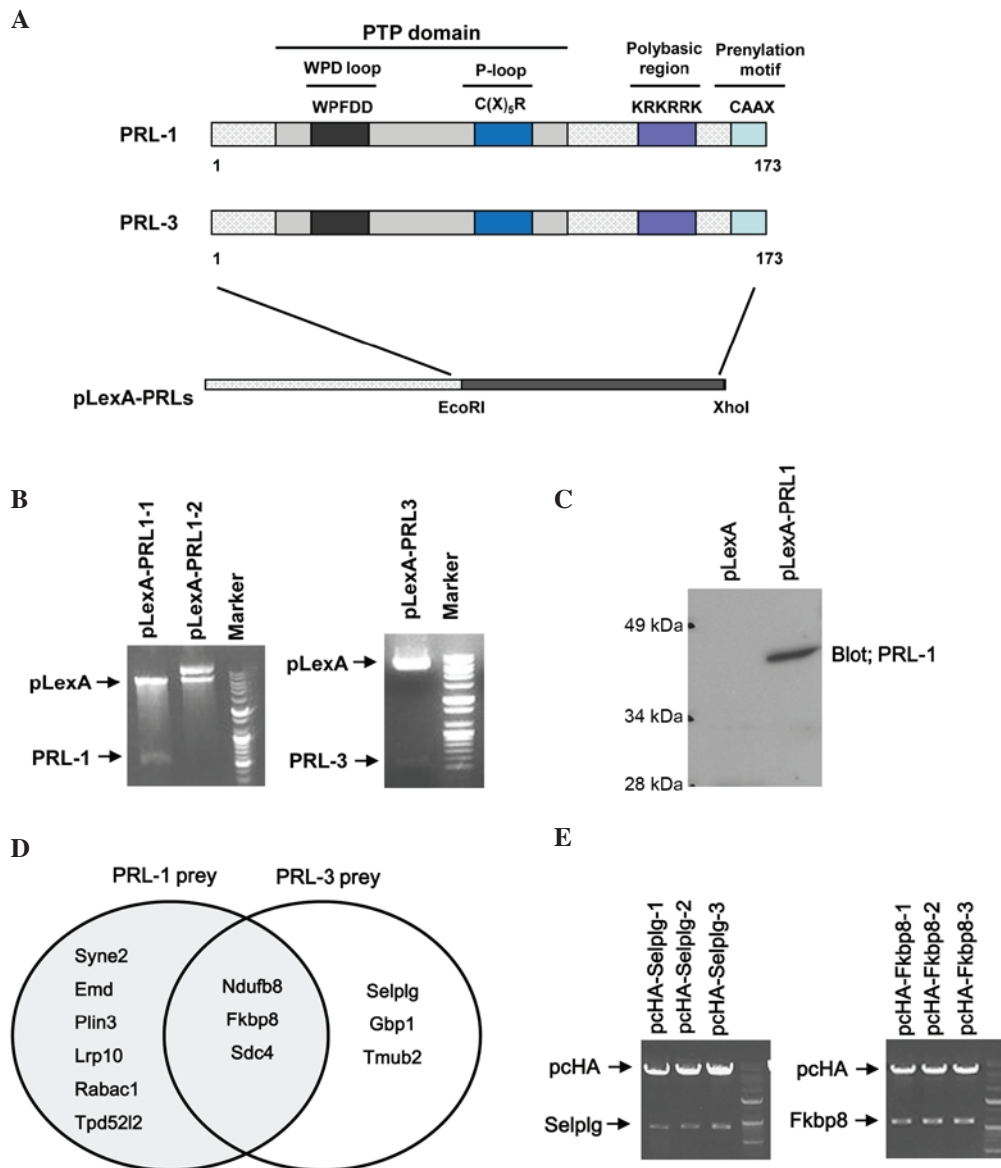 A
PTP domain
WPD loop
P-loop
Polybasic region
Prenylation motif
WPFDD
C(X)₅R
KRKRRK
CAAX
PRL-1
1
173
PRL-3
1
173
pLexA-PRLs
EcoRI
XhoI
B
pLexA-PRL1-1
pLexA-PRL1-2
Marker
pLexA
PRL-1
pLexA-PRL3
Marker
pLexA
PRL-3
C
pLexA
pLexA-PRL1
49 kDa
34 kDa
28 kDa
Blot; PRL-1
D
PRL-1 prey
PRL-3 prey
Syne2
Emd
Plin3
Lrp10
Rabac1
Tpd52l2
Ndufb8
Fkbp8
Sdc4
Selplg
Gbp1
Tmub2
E
pcHA-Selplg-1
pcHA-Selplg-2
pcHA-Selplg-3
pcHA
Selplg
pcHA-Fkbp8-1
pcHA-Fkbp8-2
pcHA-Fkbp8-3
pcHA
Fkbp8